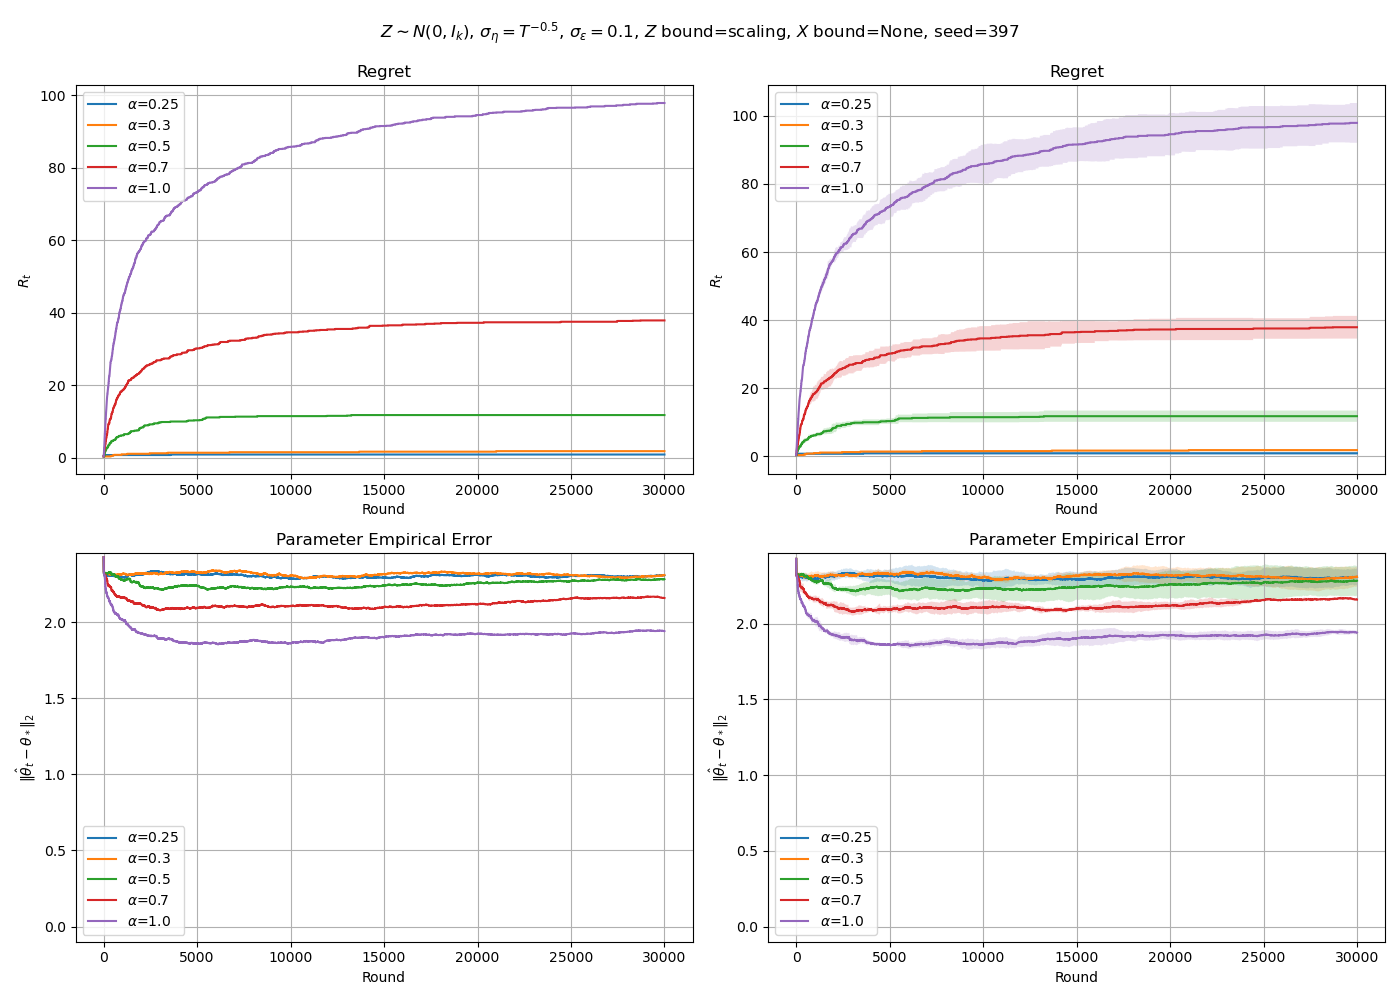 Z ∼ N(0, I_k), σ_η = T^{−0.5}, σ_ε = 0.1, Z bound=scaling, X bound=None, seed=397
Regret
100
80
60
40
20
0
R_t
α=0.25
α=0.3
α=0.5
α=0.7
α=1.0
0 5000 10000 15000 20000 25000 30000
Round
Regret
100
80
60
40
20
0
R_t
α=0.25
α=0.3
α=0.5
α=0.7
α=1.0
0 5000 10000 15000 20000 25000 30000
Round
Parameter Empirical Error
2.0
1.5
1.0
0.5
0.0
‖θ̂_t − θ_*‖_2
α=0.25
α=0.3
α=0.5
α=0.7
α=1.0
0 5000 10000 15000 20000 25000 30000
Round
Parameter Empirical Error
2.0
1.5
1.0
0.5
0.0
‖θ̂_t − θ_*‖_2
α=0.25
α=0.3
α=0.5
α=0.7
α=1.0
0 5000 10000 15000 20000 25000 30000
Round